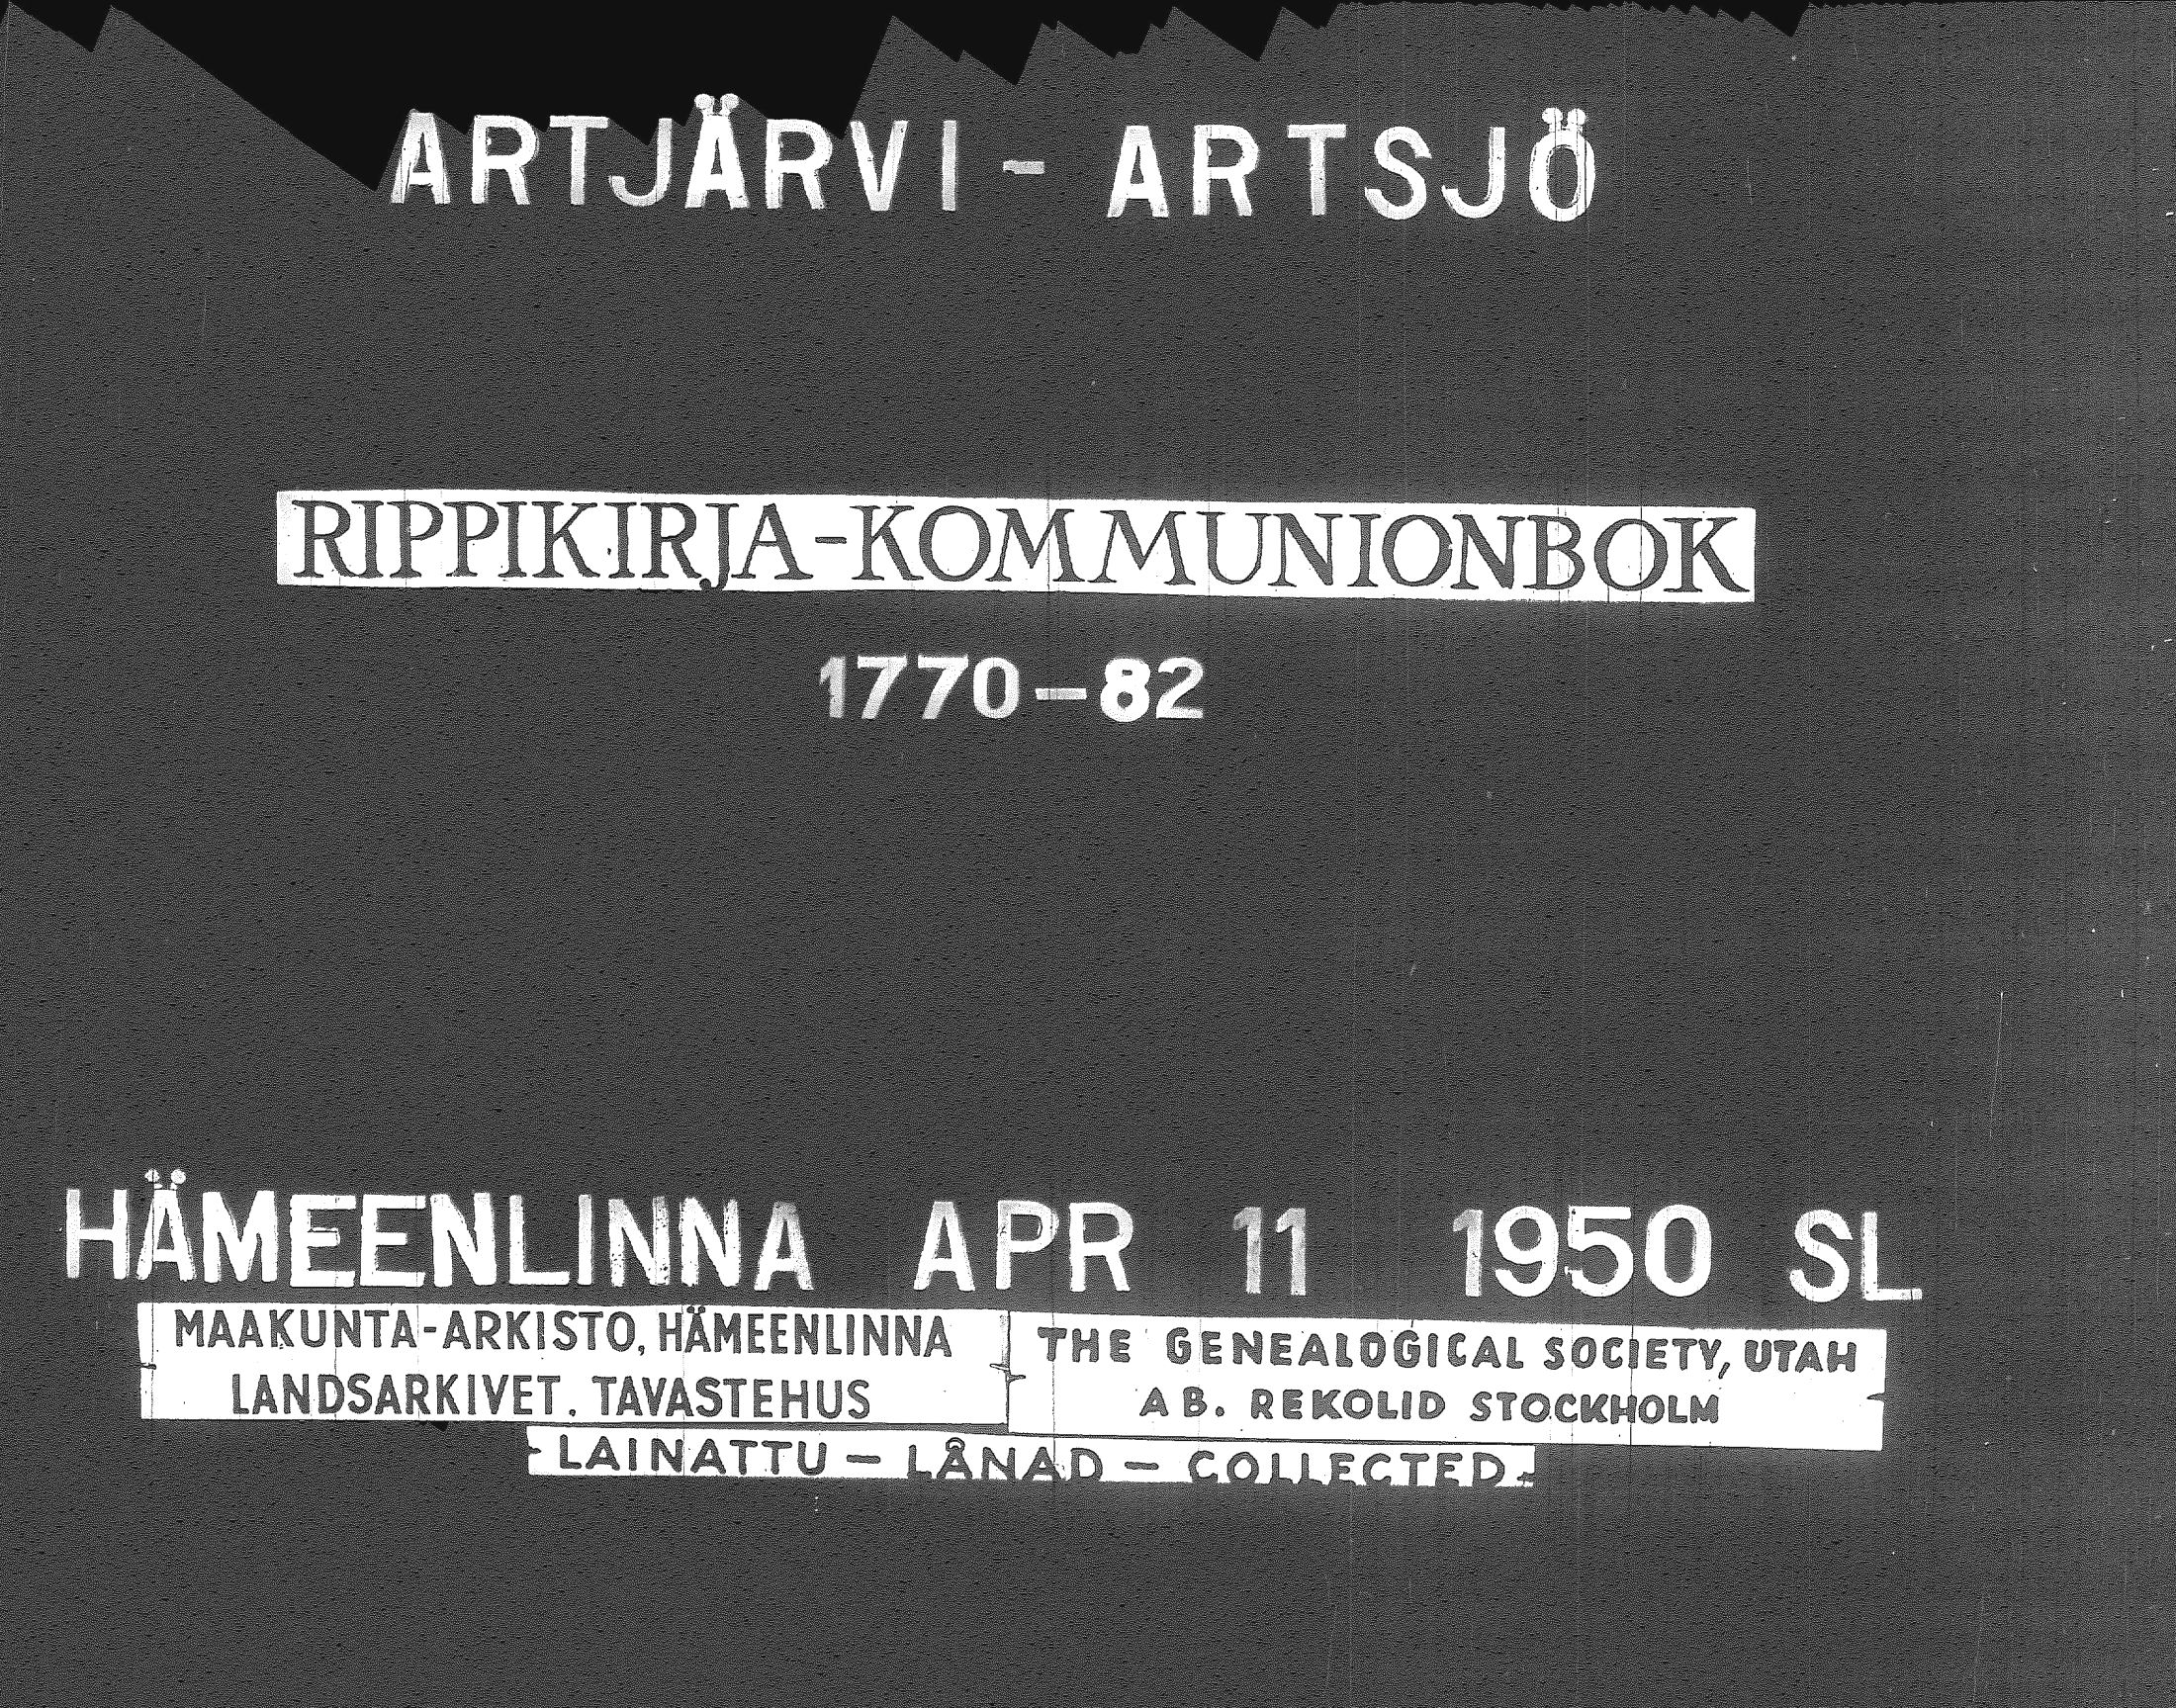 ARTJÄRVI - ARTSJÖ
RIPPIKIRJA-KOMMUNIONBOK
1770-82
HÄMEENLINNA APR 11 1950 SL
MAAKUNTA-ARKISTO, HÄMEENLINNA
LANDSARKIVET. TAVASTEHUS
THE GENEALOGICAL SOCIETY, UTAH
AB. REKOLID STOCKHOLM
LAINATTU - LÅNAD - COLLECTED